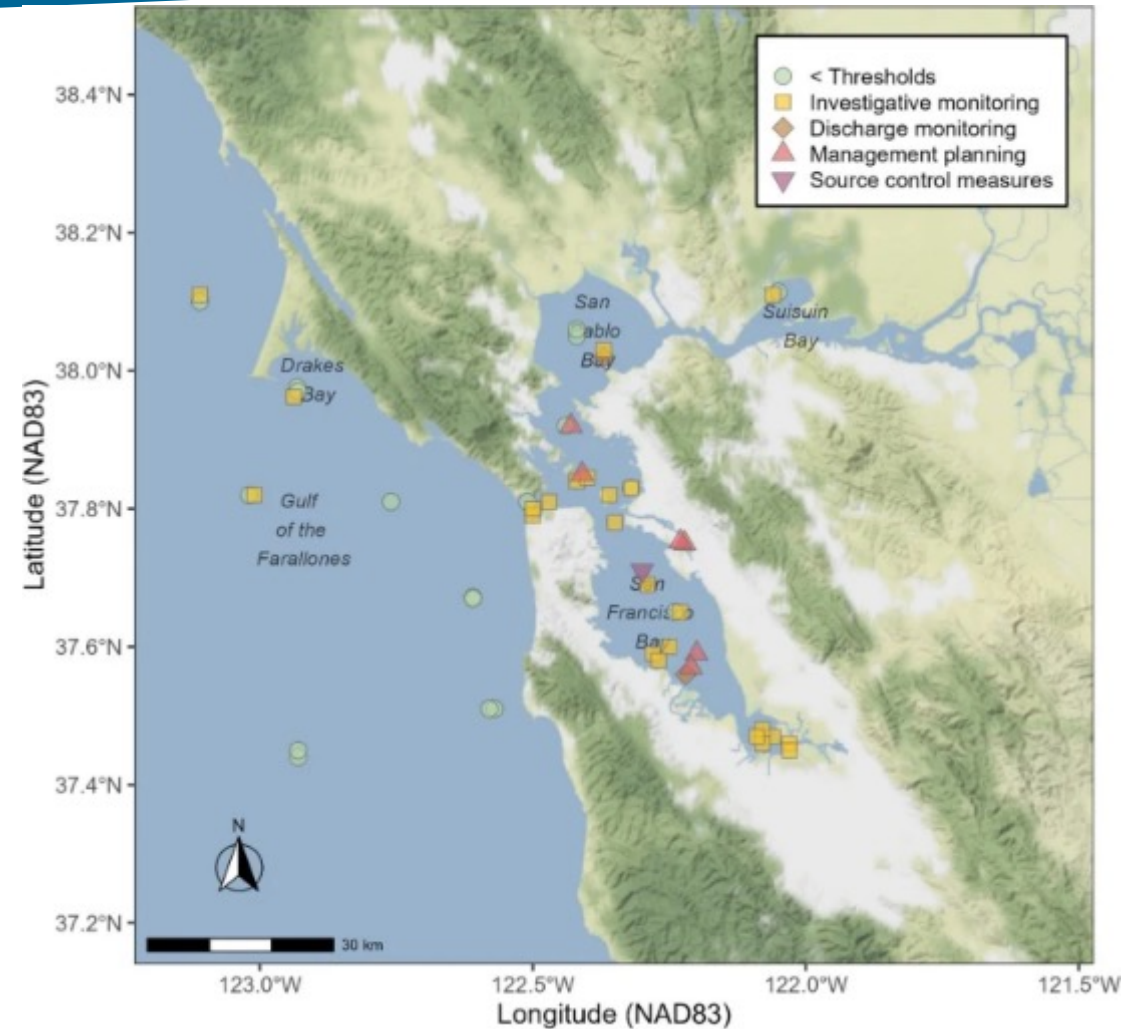 < Thresholds
Investigative monitoring
Discharge monitoring
Management planning
Source control measures
38.4°N
38.2°N
38.0°N
37.8°N
37.6°N
37.4°N
37.2°N
Latitude (NAD83)
San
ablo
Bay
Suisuin
Bay
Drakes
Bay
Gulf
of the
Farallones
San
Francisco
Bay
N
30 km
123.0°W
122.5°W
122.0°W
121.5°W
Longitude (NAD83)